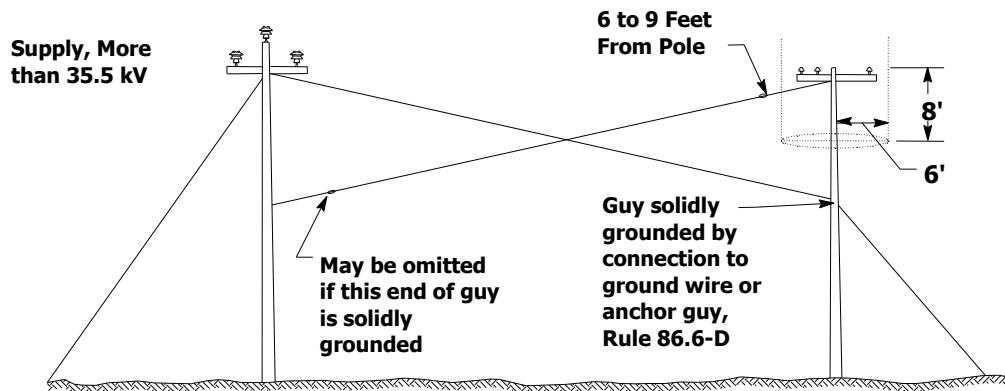 Supply, More
than 35.5 kV
6 to 9 Feet
From Pole
8'
6'
May be omitted
if this end of guy
is solidly
grounded
Guy solidly
grounded by
connection to
ground wire or
anchor guy,
Rule 86.6-D